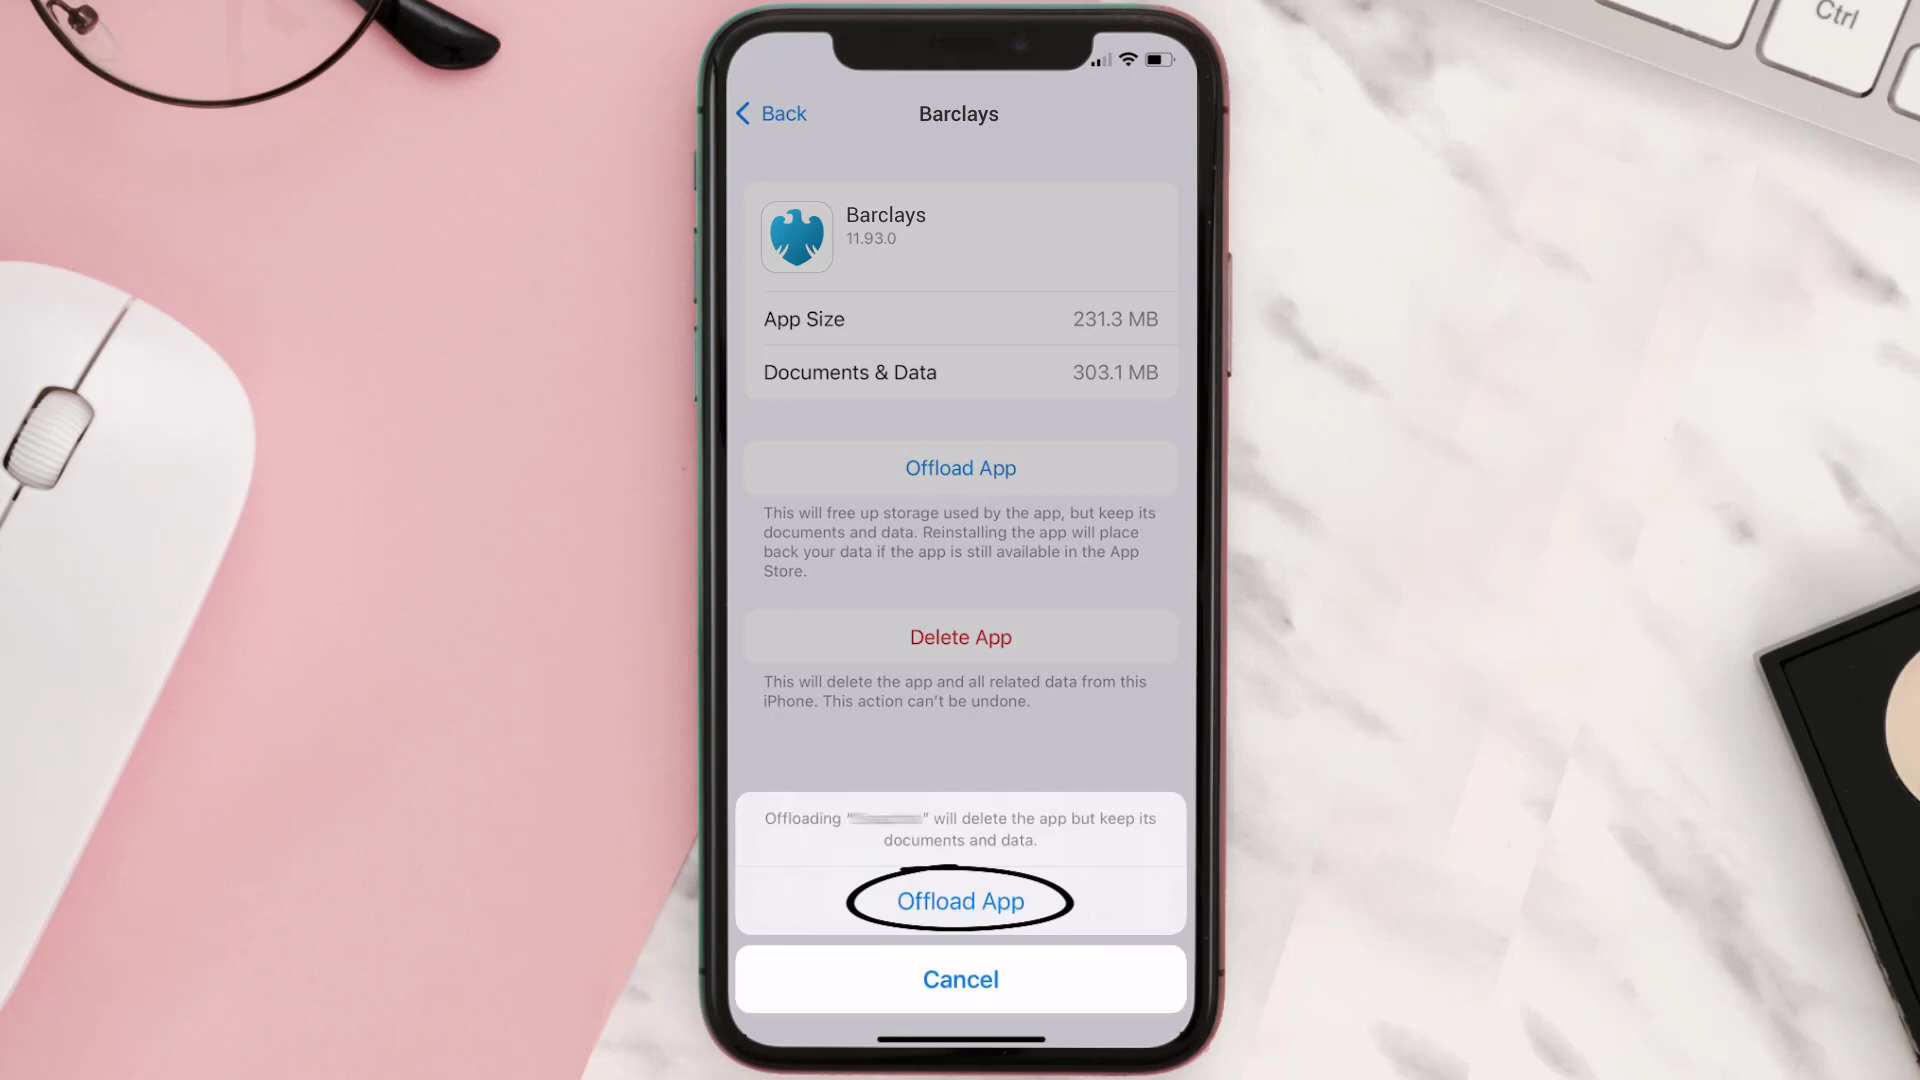 Ctrl
Back
Barclays
Barclays
11.93.0
App Size 231.3 MB
Documents & Data 303.1 MB
Offload App
This will free up storage used by the app, but keep its
documents and data. Reinstalling the app will place
back your data if the app is still available in the App
Store.
Delete App
This will delete the app and all related data from this
iPhone. This action can't be undone.
Offloading "" will delete the app but keep its
documents and data.
Offload App
Cancel